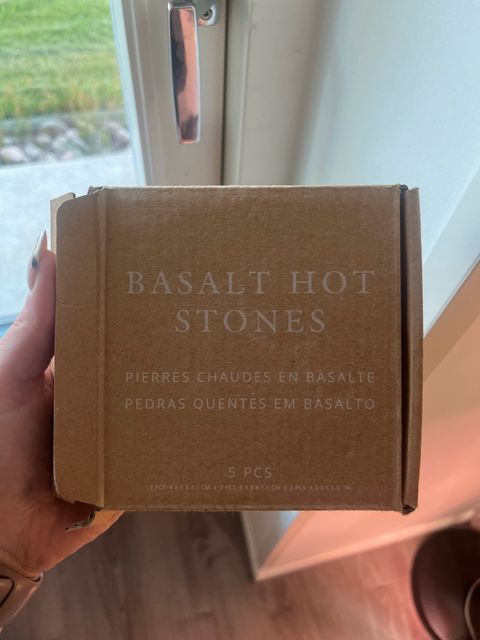 BASALT HOT
STONES
PIERRES CHAUDES EN BASALTE
PEDRAS QUENTES EM BASALTO
5 PCS